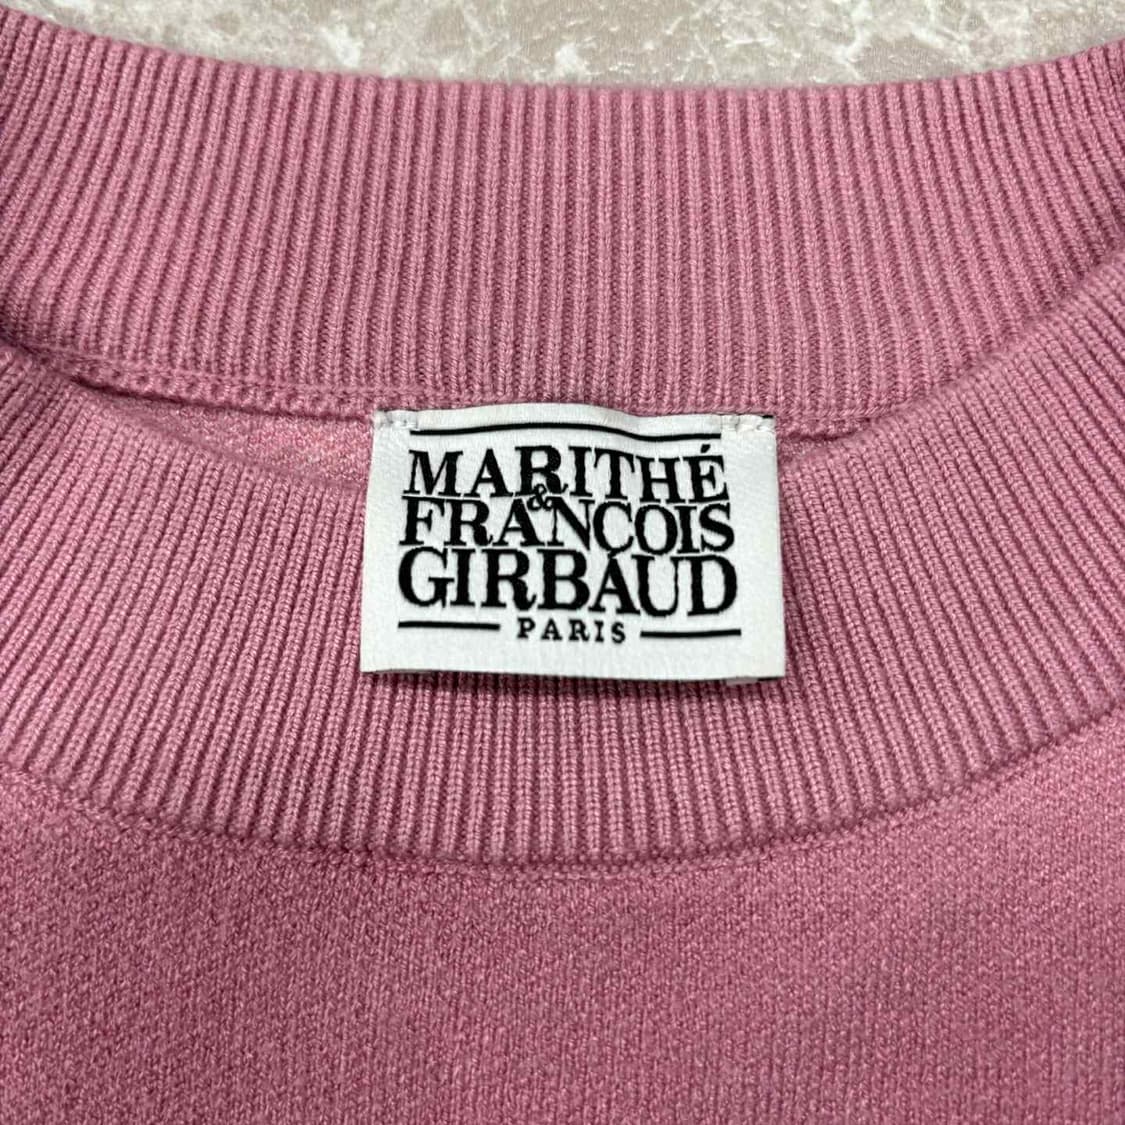 MARITHÉ
&
FRANÇOIS
GIRBAUD
PARIS